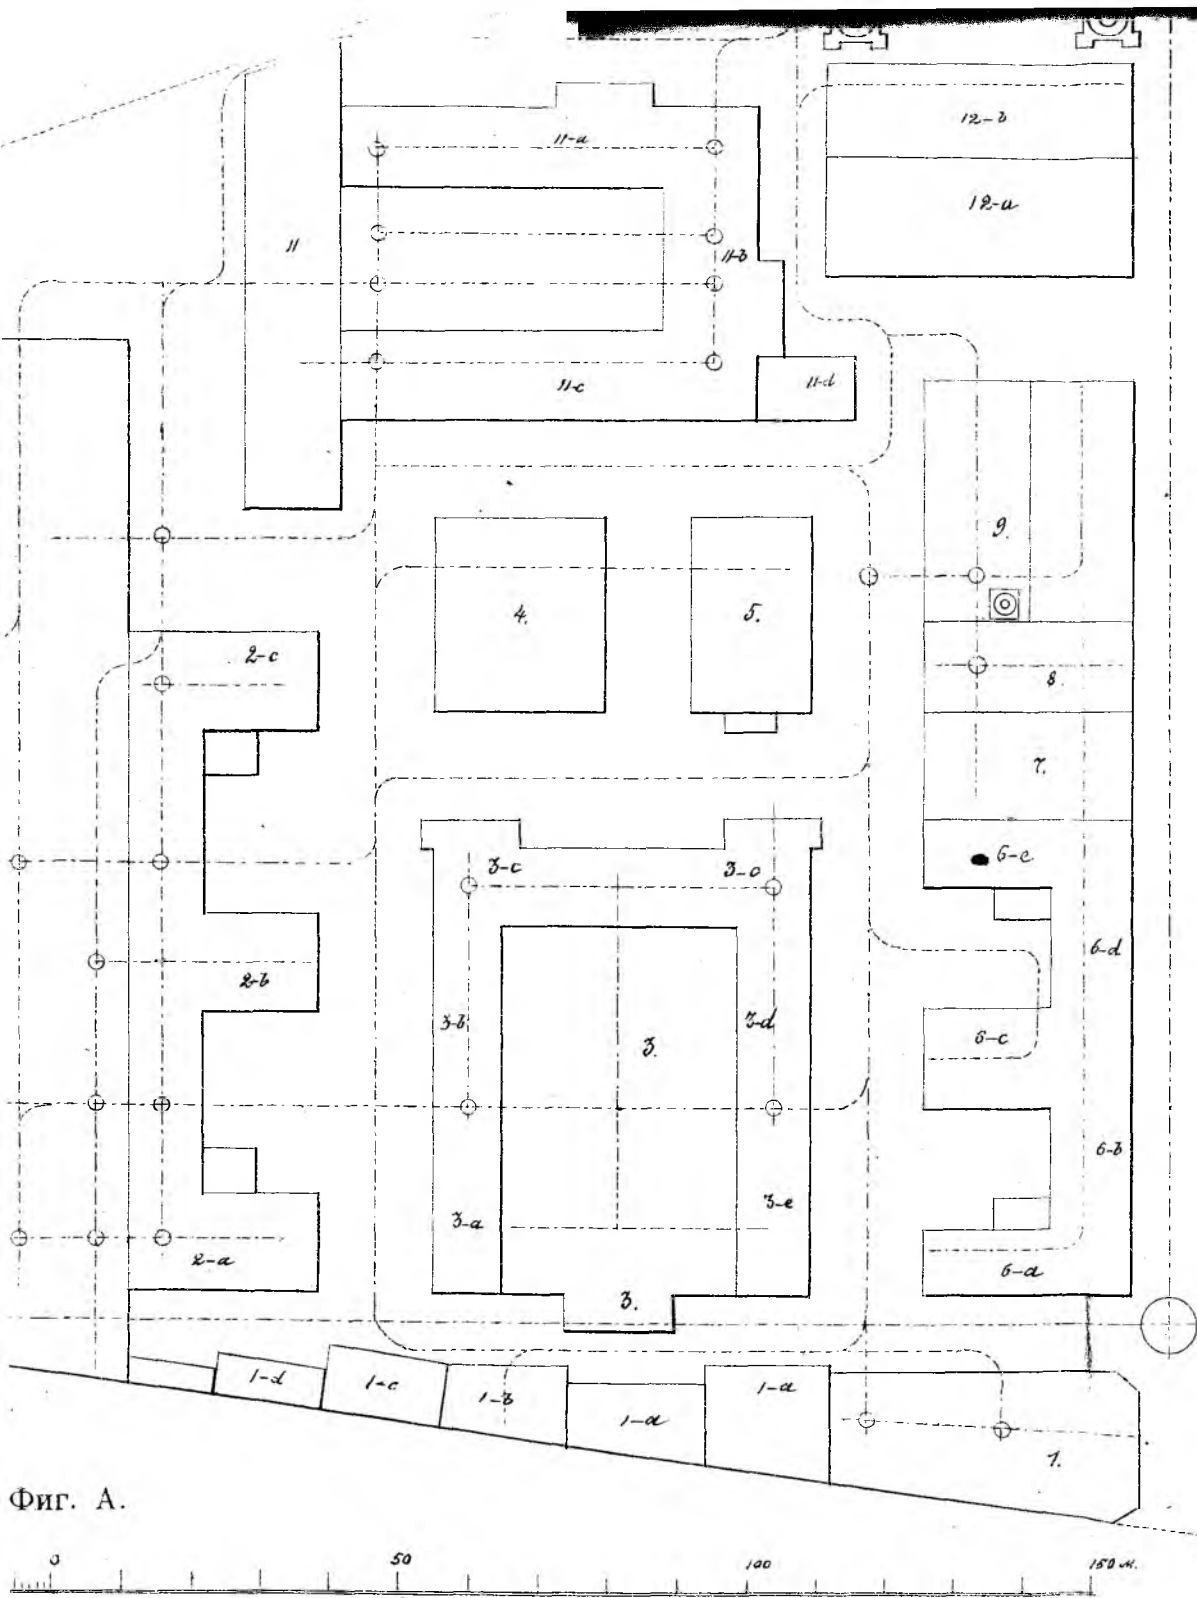 12-b
11-a
12-a
11
11-b
11-c
11-d
9.
4.
5.
2-c
8.
7.
3-c
3-c
6-e
2-b
6-d
3-b
3-d
3.
6-c
6-b
3-a
3-e
2-a
6-a
3.
1-d
1-c
1-b
1-a
1-a
1.
Фиг. А.
0 50 100 150 м.